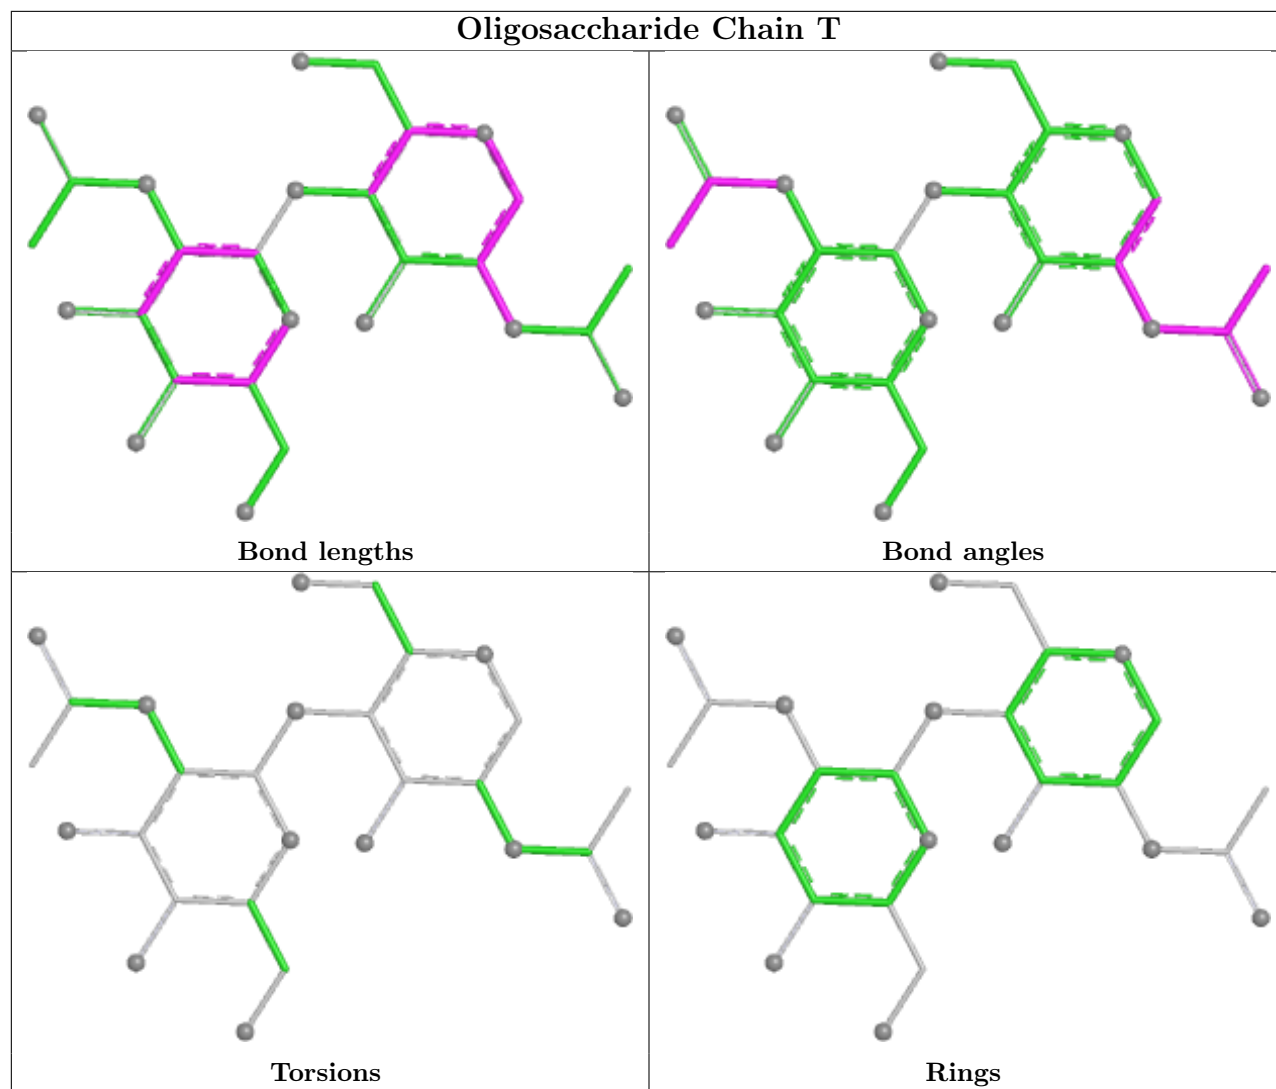 Oligosaccharide Chain T
Bond lengths
Bond angles
Torsions
Rings